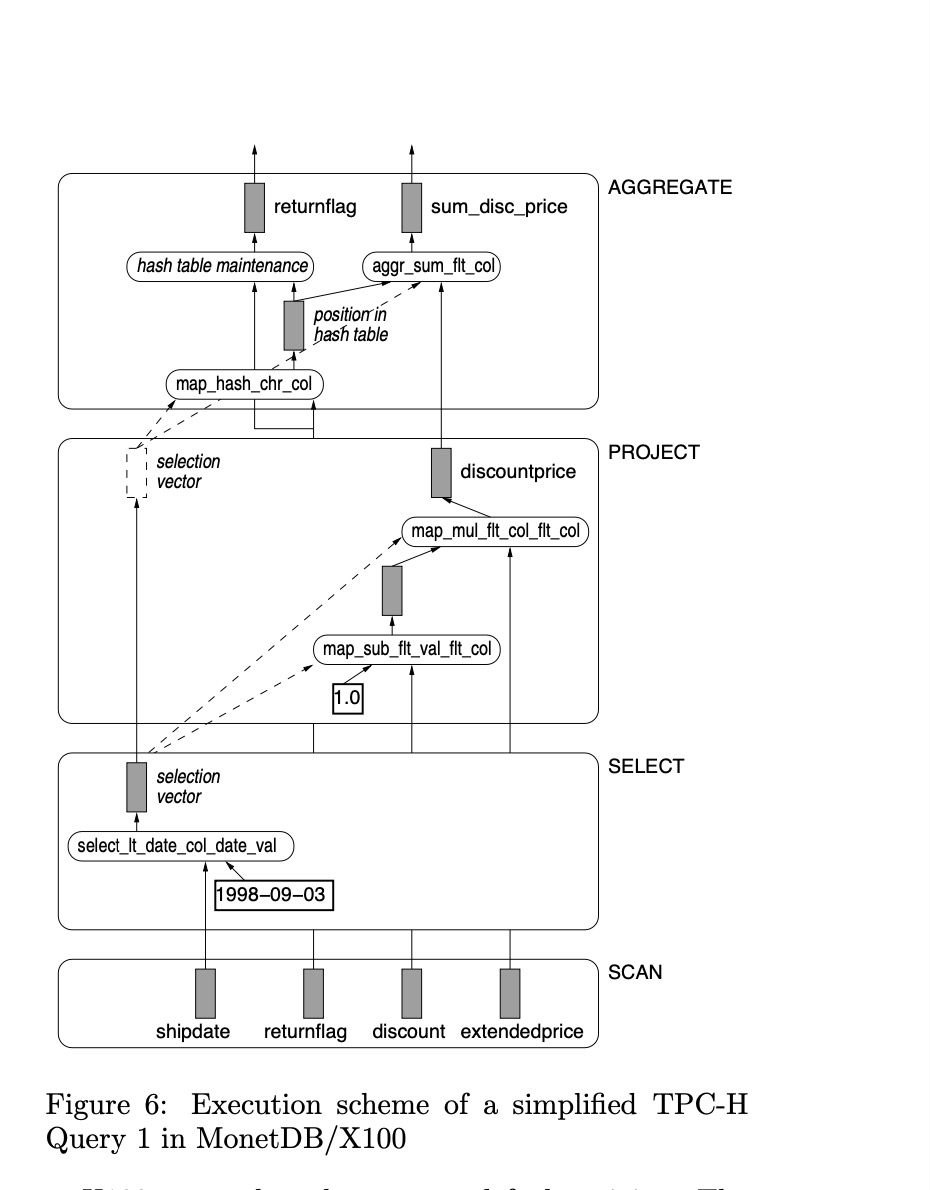 AGGREGATE
returnflag
sum_disc_price
hash table maintenance
aggr_sum_flt_col
position in
hash table
map_hash_chr_col
PROJECT
selection
vector
discountprice
map_mul_flt_col_flt_col
map_sub_flt_val_flt_col
1.0
SELECT
selection
vector
select_lt_date_col_date_val
1998−09−03
SCAN
shipdate
returnflag
discount
extendedprice
Figure 6: Execution scheme of a simplified TPC-H
Query 1 in MonetDB/X100